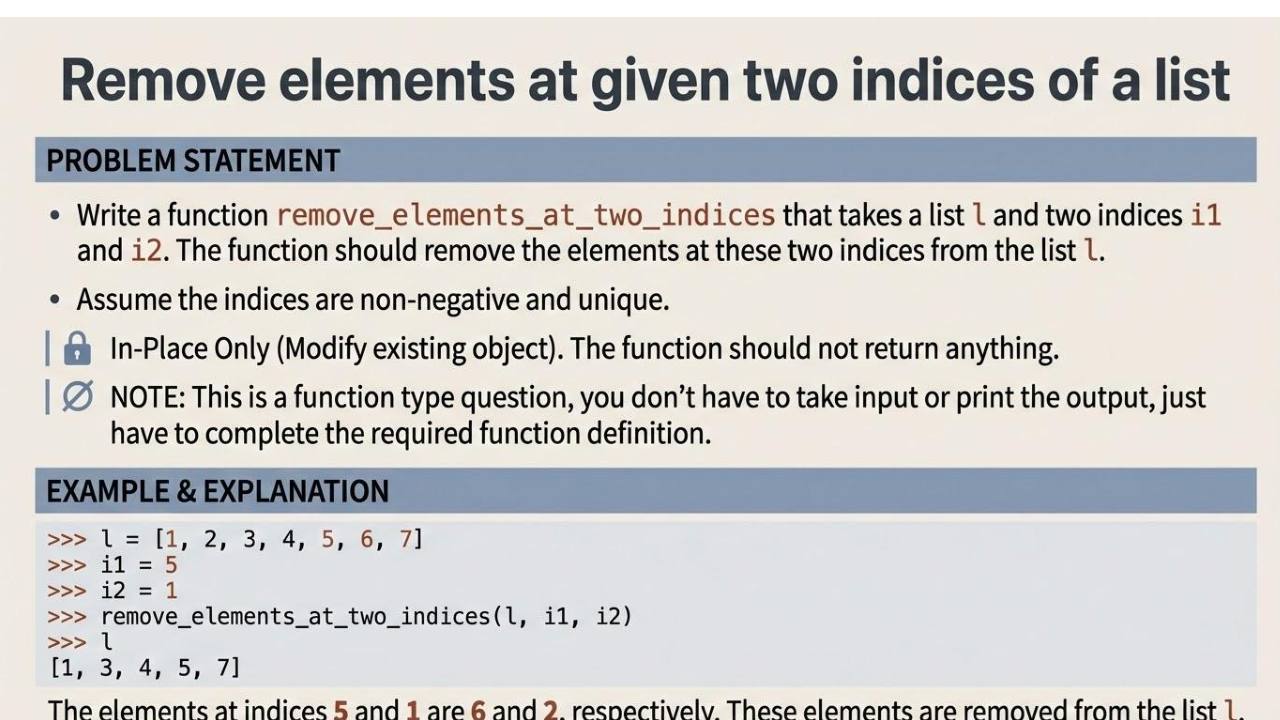 Remove elements at given two indices of a list
PROBLEM STATEMENT
• Write a function remove_elements_at_two_indices that takes a list l and two indices i1
and i2. The function should remove the elements at these two indices from the list l.
• Assume the indices are non-negative and unique.
In-Place Only (Modify existing object). The function should not return anything.
NOTE: This is a function type question, you don’t have to take input or print the output, just
have to complete the required function definition.
EXAMPLE & EXPLANATION
>>> l = [1, 2, 3, 4, 5, 6, 7]
>>> i1 = 5
>>> i2 = 1
>>> remove_elements_at_two_indices(l, i1, i2)
>>> l
[1, 3, 4, 5, 7]
The elements at indices 5 and 1 are 6 and 2, respectively. These elements are removed from the list l.